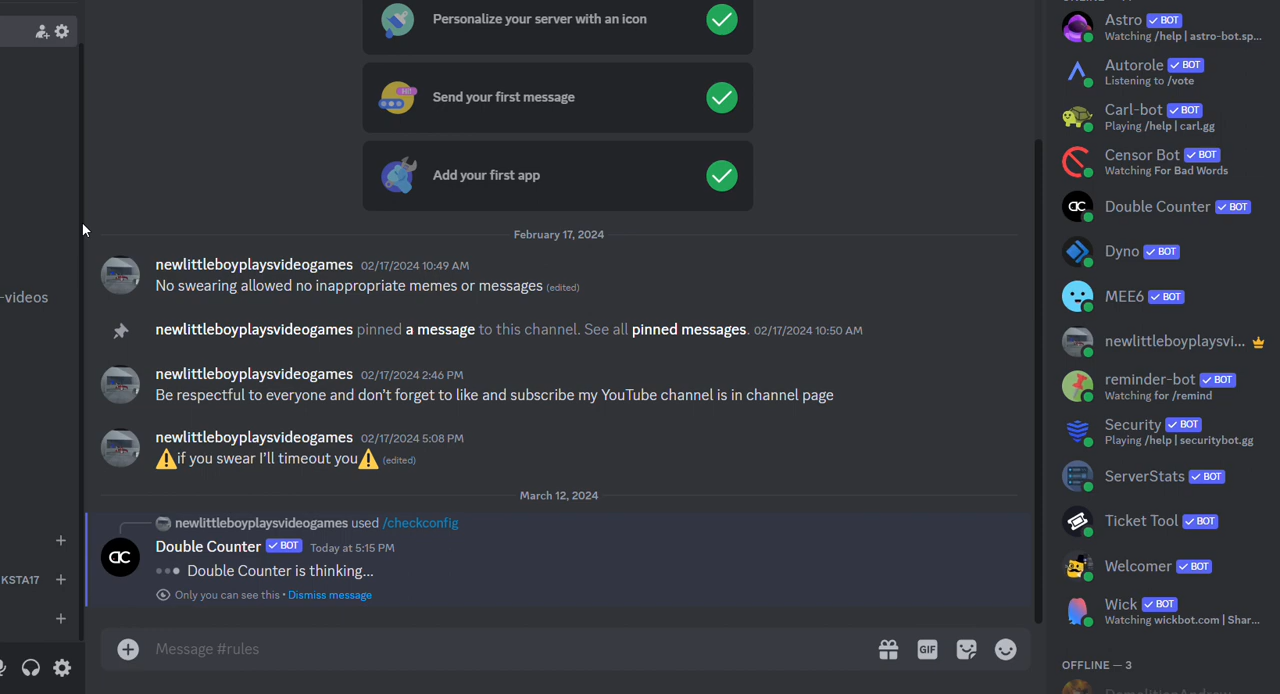 Personalize your server with an icon
Send your first message
Add your first app
February 17, 2024
newlittleboyplaysvideogames 02/17/2024 10:49 AM
No swearing allowed no inappropriate memes or messages (edited)
newlittleboyplaysvideogames pinned a message to this channel. See all pinned messages. 02/17/2024 10:50 AM
newlittleboyplaysvideogames 02/17/2024 2:46 PM
Be respectful to everyone and don't forget to like and subscribe my YouTube channel is in channel page
newlittleboyplaysvideogames 02/17/2024 5:08 PM
⚠️if you swear I'll timeout you⚠️ (edited)
March 12, 2024
newlittleboyplaysvideogames used /checkconfig
Double Counter ✓ BOT Today at 5:15 PM
Double Counter is thinking...
Only you can see this • Dismiss message
Message #rules
GIF
-videos
KSTA17
Astro ✓ BOT
Watching /help | astro-bot.sp...
Autorole ✓ BOT
Listening to /vote
Carl-bot ✓ BOT
Playing /help | carl.gg
Censor Bot ✓ BOT
Watching For Bad Words
Double Counter ✓ BOT
Dyno ✓ BOT
MEE6 ✓ BOT
newlittleboyplaysvi...
reminder-bot ✓ BOT
Watching for /remind
Security ✓ BOT
Playing /help | securitybot.gg
ServerStats ✓ BOT
Ticket Tool ✓ BOT
Welcomer ✓ BOT
Wick ✓ BOT
Watching wickbot.com | Shar...
OFFLINE — 3